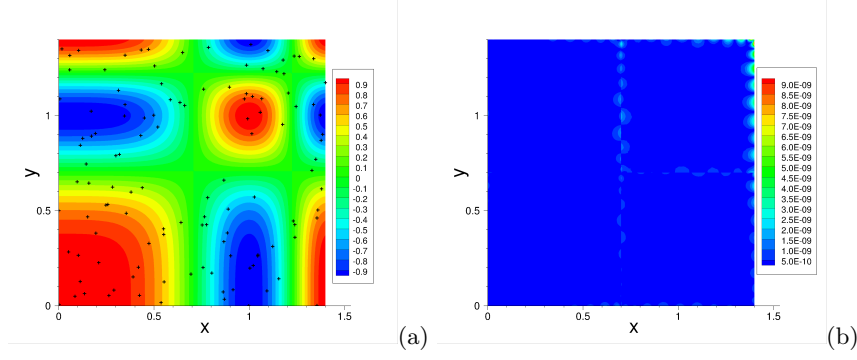 y
1
0.5
0
0
0.5
1
1.5
x
0.9
0.8
0.7
0.6
0.5
0.4
0.3
0.2
0.1
-0.1
-0.2
-0.3
-0.4
-0.5
-0.6
-0.7
-0.8
-0.9
(a)
y
1
0.5
0
0
0.5
1
1.5
x
9.0E-09
8.5E-09
8.0E-09
7.5E-09
7.0E-09
6.5E-09
6.0E-09
5.5E-09
5.0E-09
4.5E-09
4.0E-09
3.5E-09
3.0E-09
2.5E-09
2.0E-09
1.5E-09
1.0E-09
5.0E-10
(b)